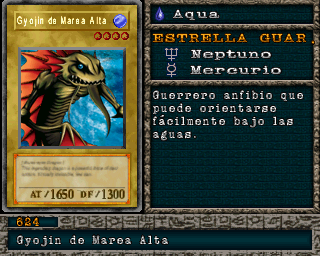 Gyojin de Marea Alta
AT/1650 DF/1300
Aqua
ESTRELLA GUAR.
Neptuno
Mercurio
Guerrero anfibio que
puede orientarse
fácilmente bajo las
aguas.
624
Gyojin de Marea Alta